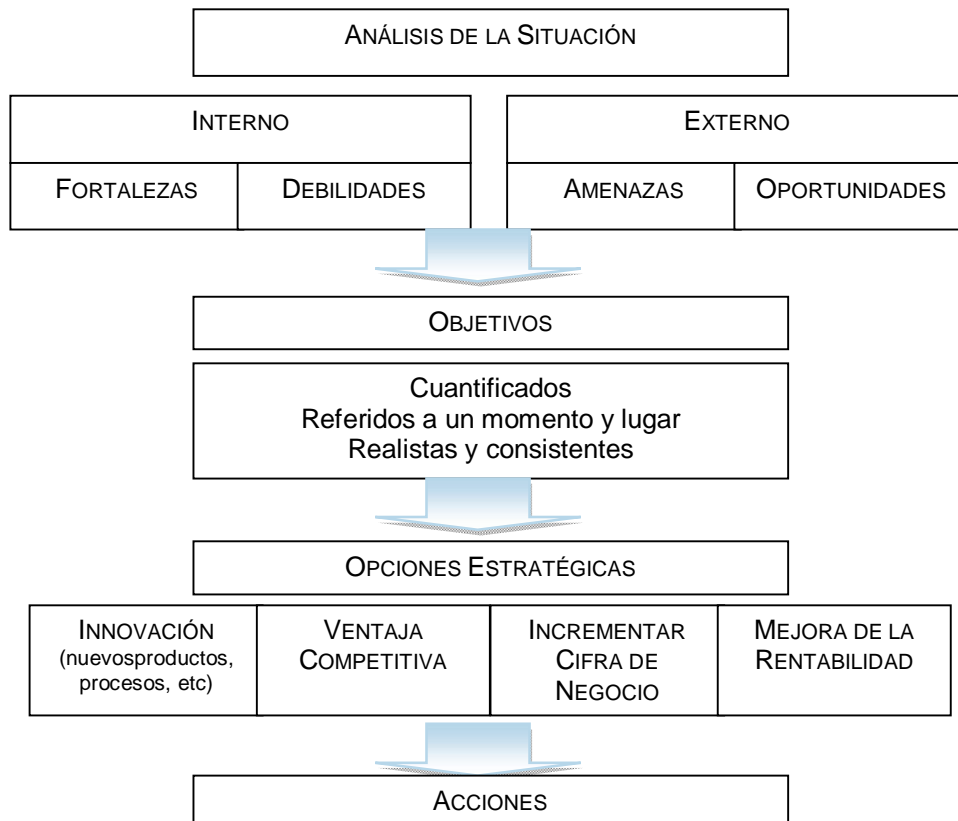 ANÁLISIS DE LA SITUACIÓN
INTERNO
EXTERNO
FORTALEZAS
DEBILIDADES
AMENAZAS
OPORTUNIDADES
OBJETIVOS
Cuantificados
Referidos a un momento y lugar
Realistas y consistentes
OPCIONES ESTRATÉGICAS
INNOVACIÓN
(nuevosproductos,
procesos, etc)
VENTAJA
COMPETITIVA
INCREMENTAR
CIFRA DE
NEGOCIO
MEJORA DE LA
RENTABILIDAD
ACCIONES